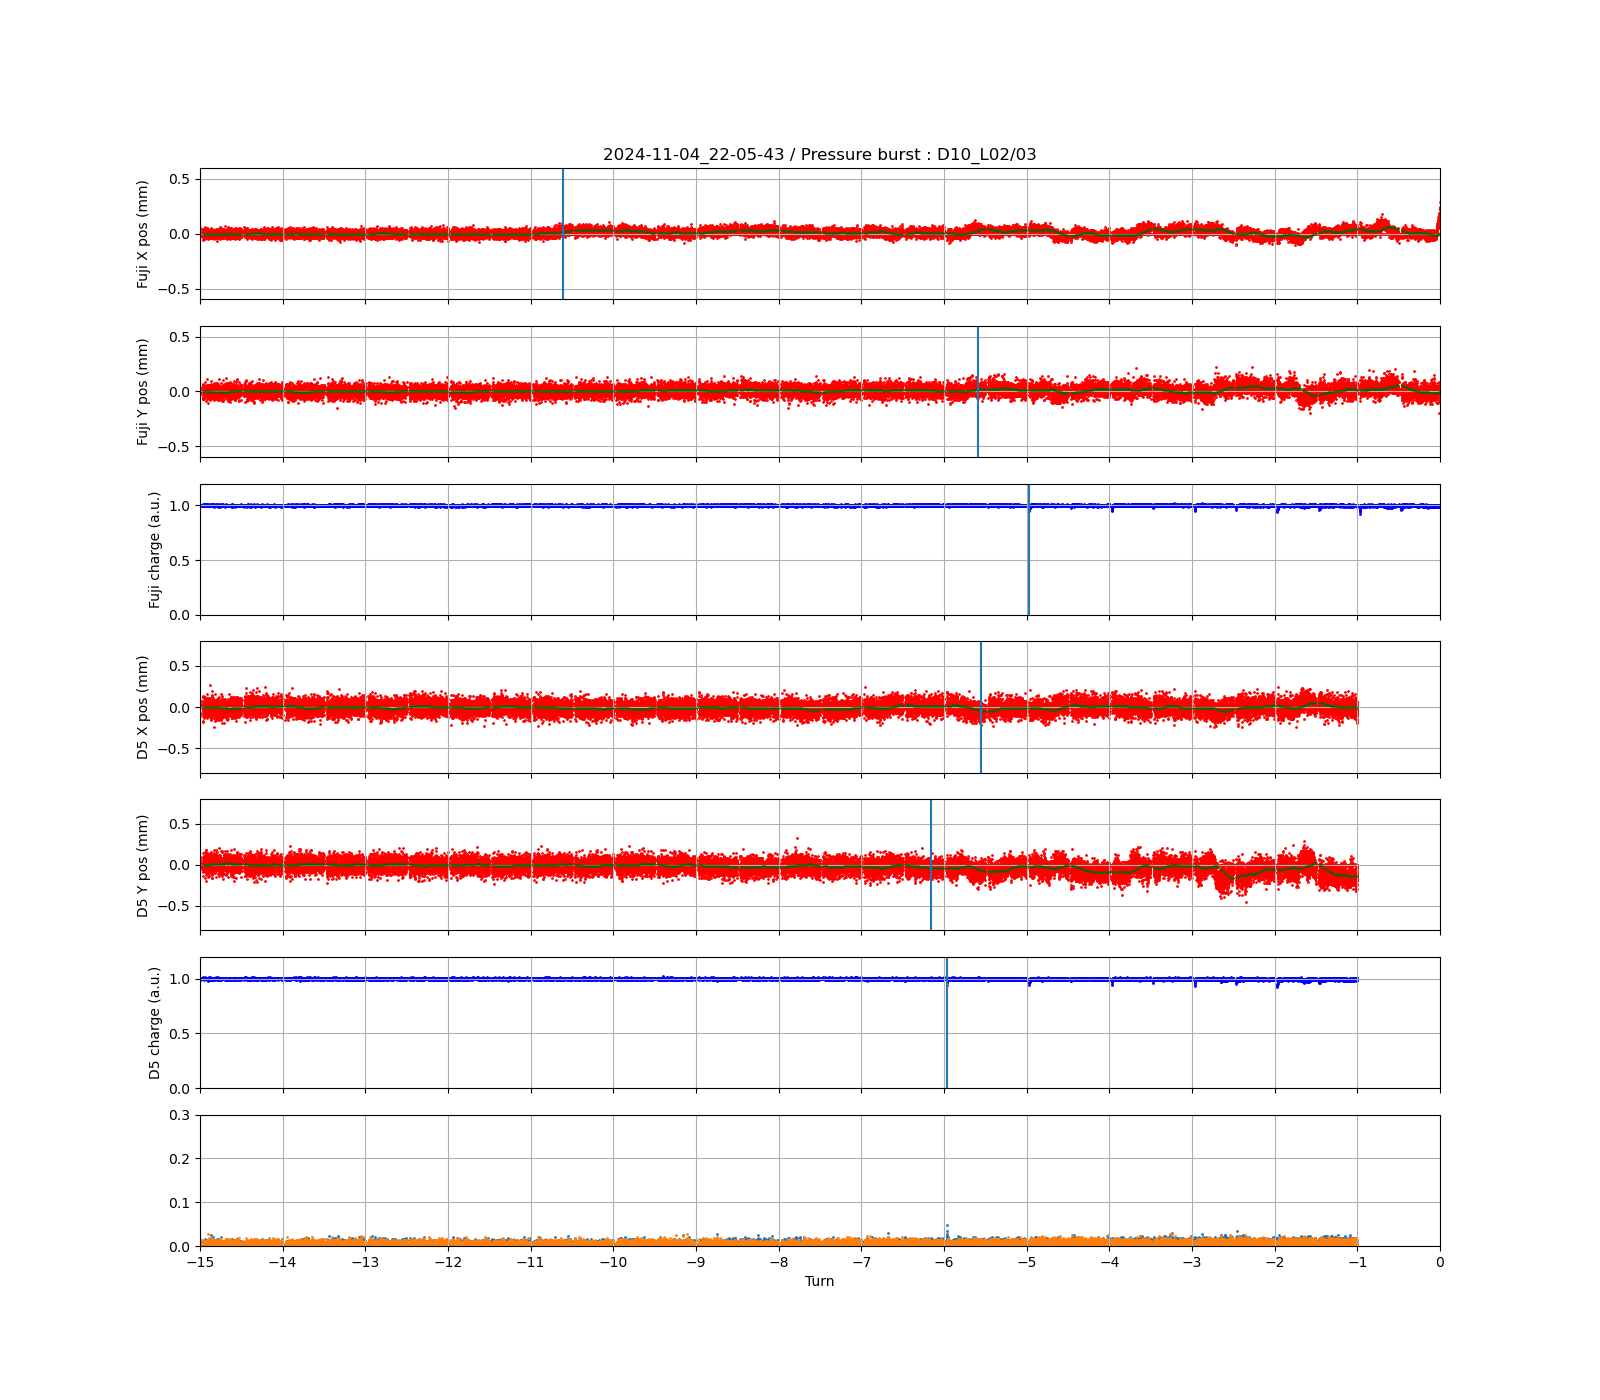 2024-11-04_22-05-43 / Pressure burst : D10_L02/03
Fuji X pos (mm)
0.5
0.0
−0.5
Fuji Y pos (mm)
0.5
0.0
−0.5
Fuji charge (a.u.)
1.0
0.5
0.0
D5 X pos (mm)
0.5
0.0
−0.5
D5 Y pos (mm)
0.5
0.0
−0.5
D5 charge (a.u.)
1.0
0.5
0.0
0.3
0.2
0.1
0.0
−15 −14 −13 −12 −11 −10 −9 −8 −7 −6 −5 −4 −3 −2 −1 0
Turn